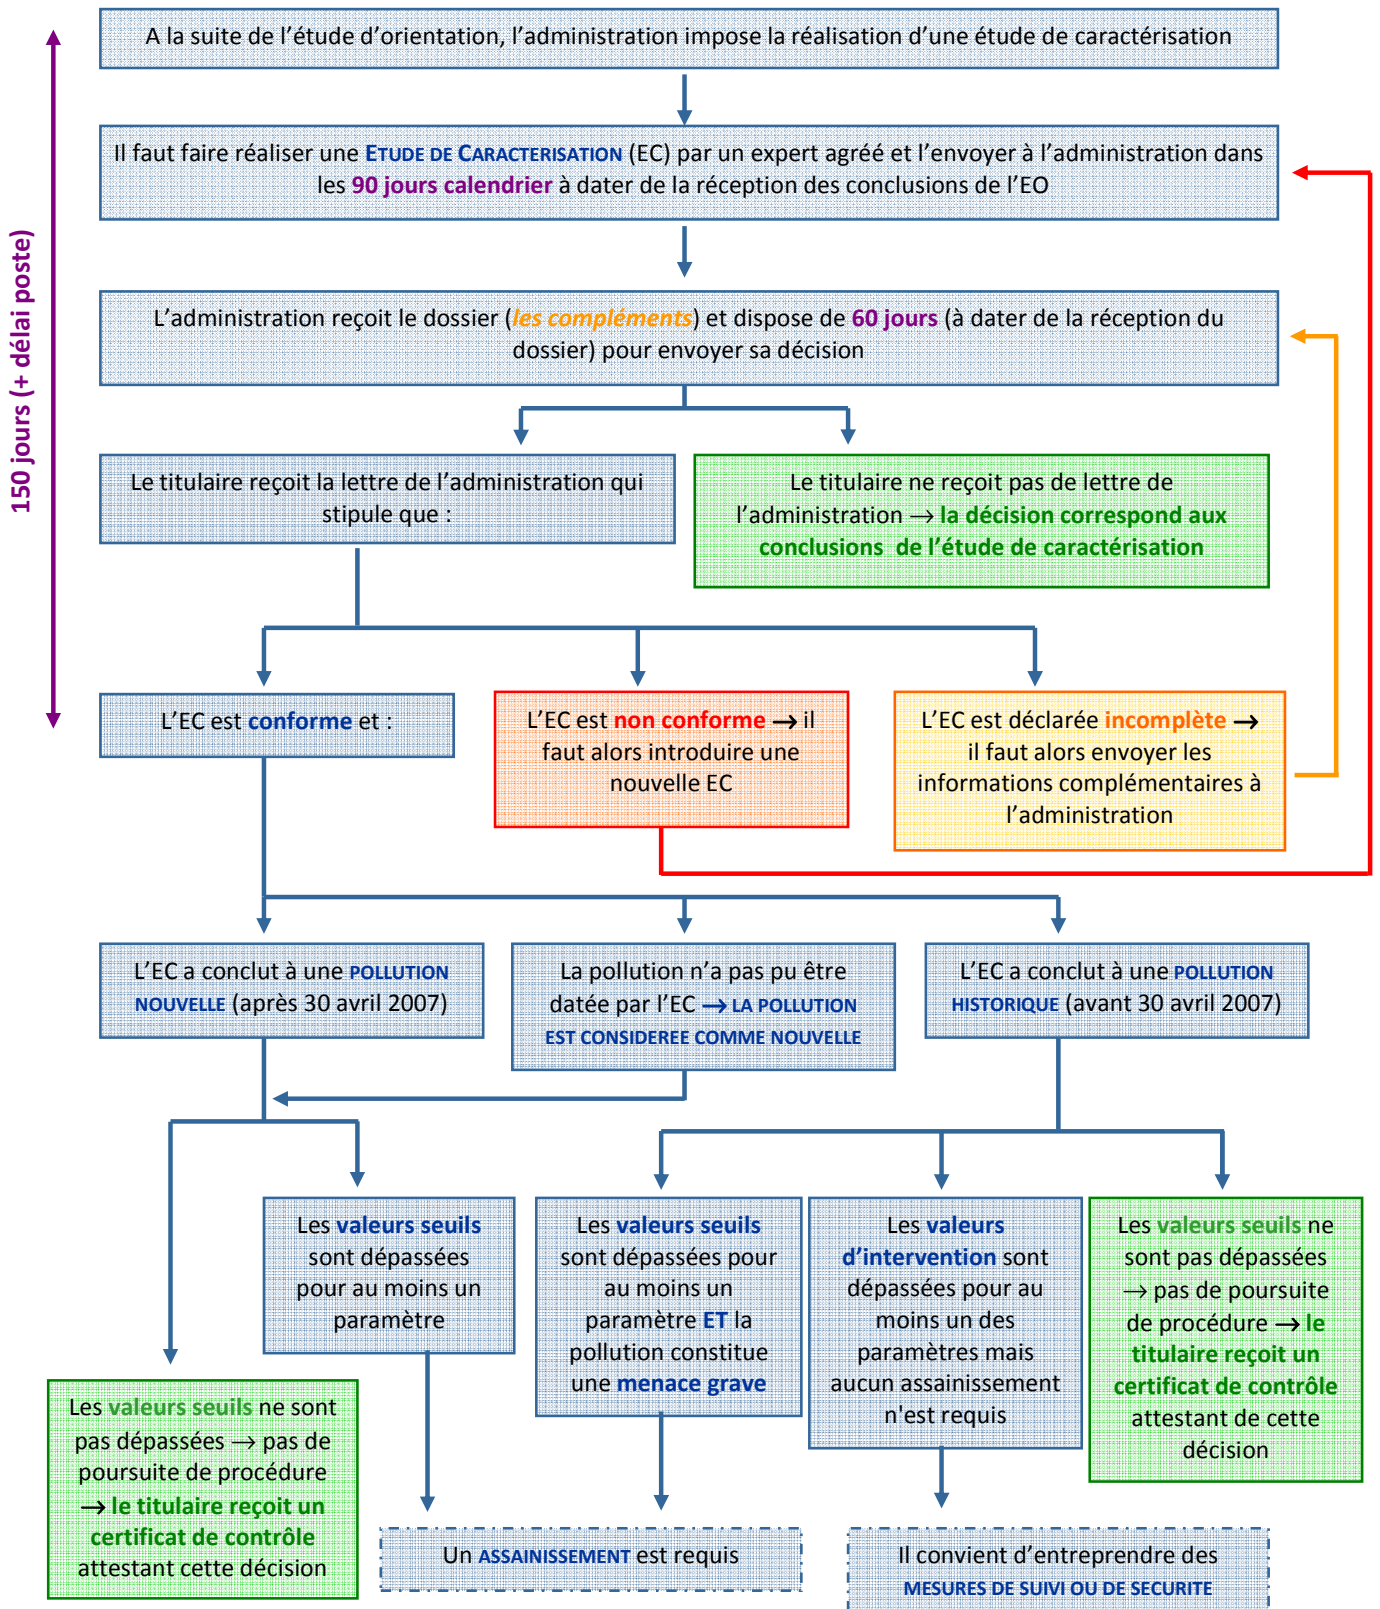 A la suite de l'étude d'orientation, l'administration impose la réalisation d'une étude de caractérisation
150 jours (+ délai poste)
Il faut faire réaliser une ETUDE DE CARACTERISATION (EC) par un expert agréé et l'envoyer à l'administration dans
les 90 jours calendrier à dater de la réception des conclusions de l'EO
L'administration reçoit le dossier (les compléments) et dispose de 60 jours (à dater de la réception du
dossier) pour envoyer sa décision
Le titulaire reçoit la lettre de l'administration qui
stipule que :
Le titulaire ne reçoit pas de lettre de
l'administration → la décision correspond aux
conclusions de l'étude de caractérisation
L'EC est conforme et :
L'EC est non conforme → il
faut alors introduire une
nouvelle EC
L'EC est déclarée incomplète →
il faut alors envoyer les
informations complémentaires à
l'administration
L'EC a conclut à une POLLUTION
NOUVELLE (après 30 avril 2007)
La pollution n'a pas pu être
datée par l'EC → LA POLLUTION
EST CONSIDEREE COMME NOUVELLE
L'EC a conclut à une POLLUTION
HISTORIQUE (avant 30 avril 2007)
Les valeurs seuils ne sont
pas dépassées → pas de
poursuite de procédure
→ le titulaire reçoit un
certificat de contrôle
attestant cette décision
Les valeurs seuils
sont dépassées
pour au moins un
paramètre
Les valeurs seuils
sont dépassées pour
au moins un
paramètre ET la
pollution constitue
une menace grave
Les valeurs
d'intervention sont
dépassées pour au
moins un des
paramètres mais
aucun assainissement
n'est requis
Les valeurs seuils ne
sont pas dépassées
→ pas de poursuite
de procédure → le
titulaire reçoit un
certificat de contrôle
attestant de cette
décision
Un ASSAINISSEMENT est requis
Il convient d'entreprendre des
MESURES DE SUIVI OU DE SECURITE